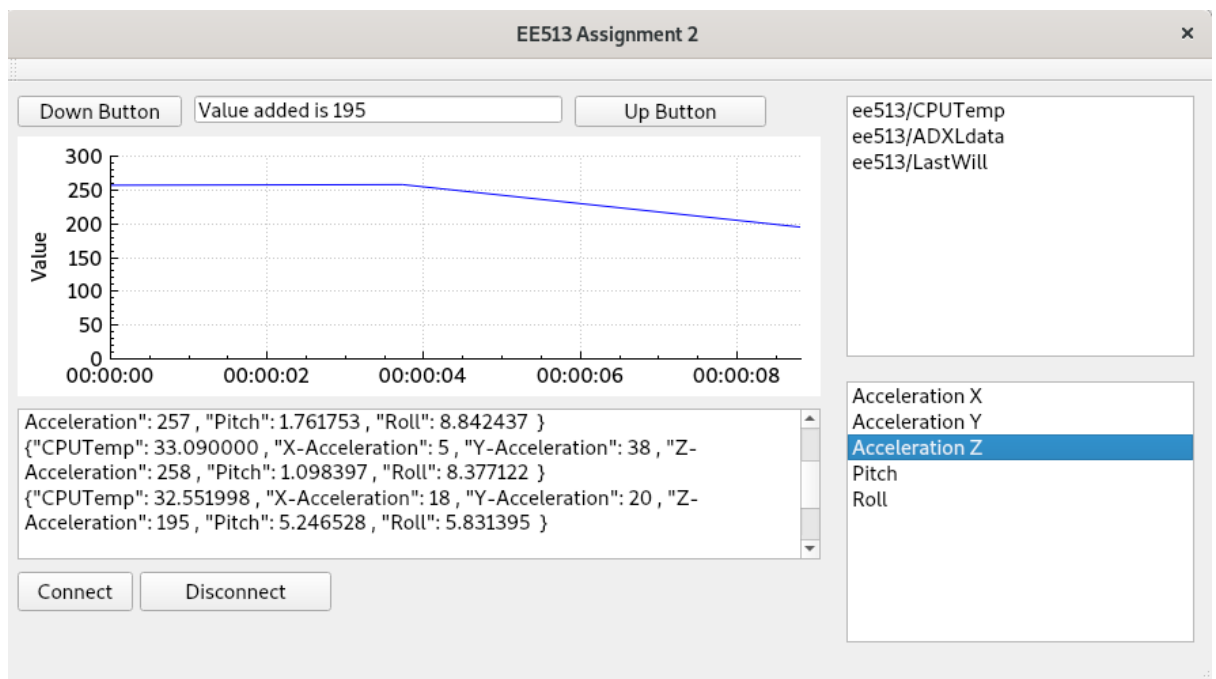 EE513 Assignment 2
×
Down Button
Value added is 195
Up Button
300
250
200
150
100
50
0
Value
00:00:00 00:00:02 00:00:04 00:00:06 00:00:08
Acceleration": 257 , "Pitch": 1.761753 , "Roll": 8.842437 }
{"CPUTemp": 33.090000 , "X-Acceleration": 5 , "Y-Acceleration": 38 , "Z-
Acceleration": 258 , "Pitch": 1.098397 , "Roll": 8.377122 }
{"CPUTemp": 32.551998 , "X-Acceleration": 18 , "Y-Acceleration": 20 , "Z-
Acceleration": 195 , "Pitch": 5.246528 , "Roll": 5.831395 }
Connect
Disconnect
ee513/CPUTemp
ee513/ADXLdata
ee513/LastWill
Acceleration X
Acceleration Y
Acceleration Z
Pitch
Roll